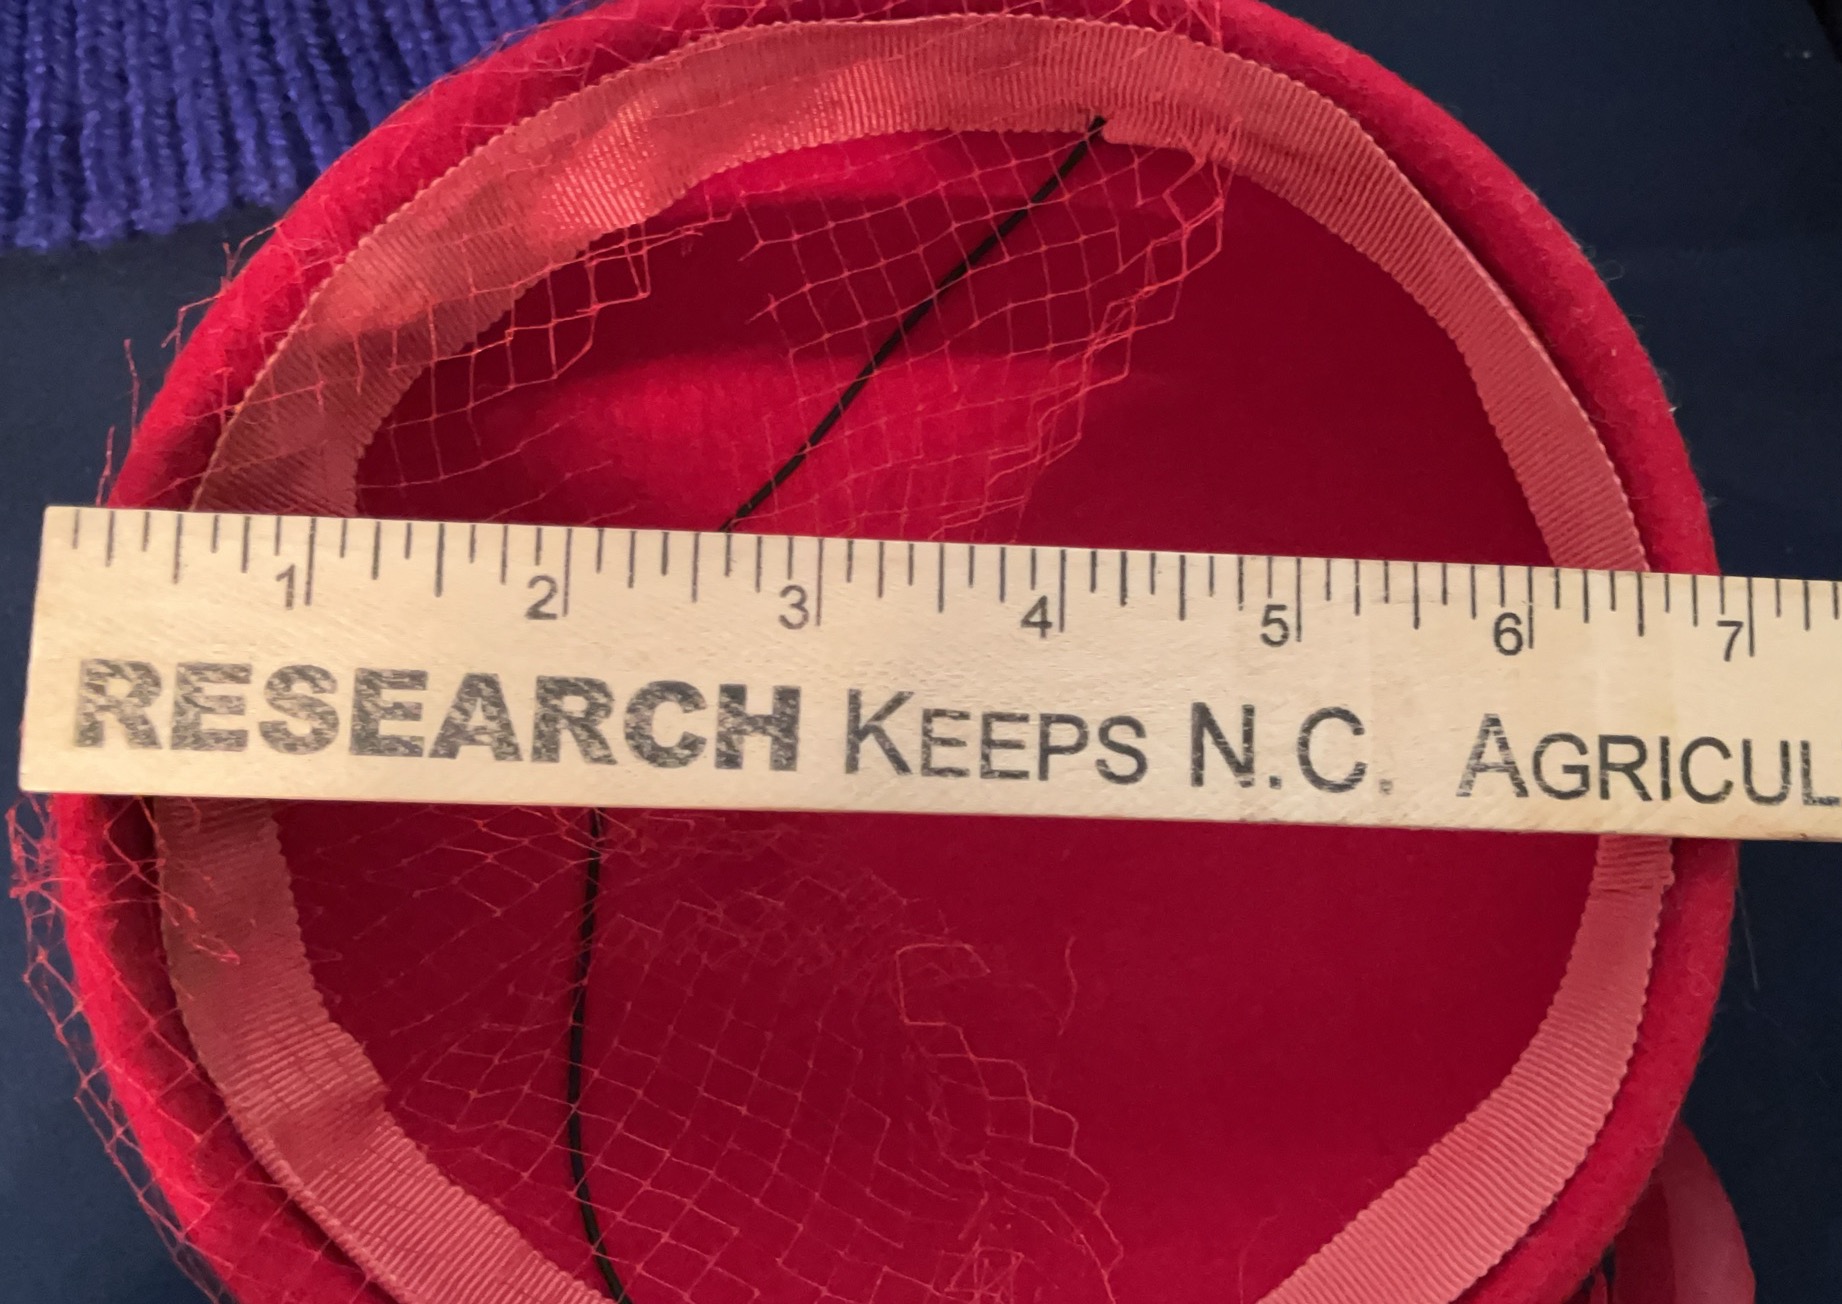 1 2 3 4 5 6 7
RESEARCH KEEPS N.C. AGRICUL